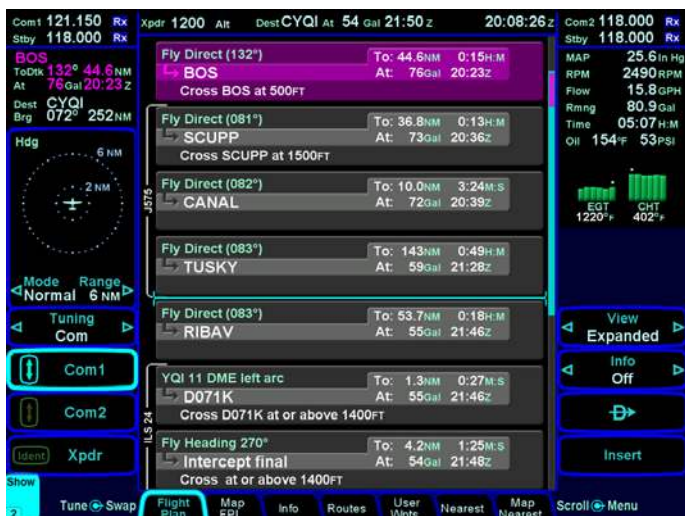 Com1 121.150 Rx
Stby 118.000 Rx
Xpdr 1200 Alt Dest CYQI At 54 Gal 21:50 z 20:08:26 z
Com2 118.000 Rx
Stby 118.000 Rx
BOS
ToDtk 132° 44.6 NM
At 76 Gal 20:23 z
Dest CYQI
Brg 072° 252 NM
Hdg
6 NM
2 NM
Mode Range
Normal 6 NM
Tuning
Com
Com1
Com2
Ident Xpdr
Show
2
Tune Swap
Fly Direct (132°) To: 44.6NM 0:15H:M
BOS At: 76Gal 20:23Z
Cross BOS at 500FT
J575
Fly Direct (081°) To: 36.8NM 0:13H:M
SCUPP At: 73Gal 20:36Z
Cross SCUPP at 1500FT
Fly Direct (082°) To: 10.0NM 3:24M:S
CANAL At: 72Gal 20:39Z
Fly Direct (083°) To: 143NM 0:49H:M
TUSKY At: 59Gal 21:28Z
Fly Direct (083°) To: 53.7NM 0:18H:M
RIBAV At: 55Gal 21:46Z
ILS 24
YQI 11 DME left arc To: 1.3NM 0:27M:S
D071K At: 55Gal 21:46Z
Cross D071K at or above 1400FT
Fly Heading 270° To: 4.2NM 1:25M:S
Intercept final At: 54Gal 21:48Z
Cross at or above 1400FT
MAP 25.6 In Hg
RPM 2490 RPM
Flow 15.8 GPH
Rmng 80.9 Gal
Time 05:07 H:M
Oil 154°F 53 PSI
EGT CHT
1220°F 402°F
View
Expanded
Info
Off
D
Insert
Flight Plan
Map FPL
Info
Routes
User Wpts
Nearest
Map Nearest
Scroll Menu